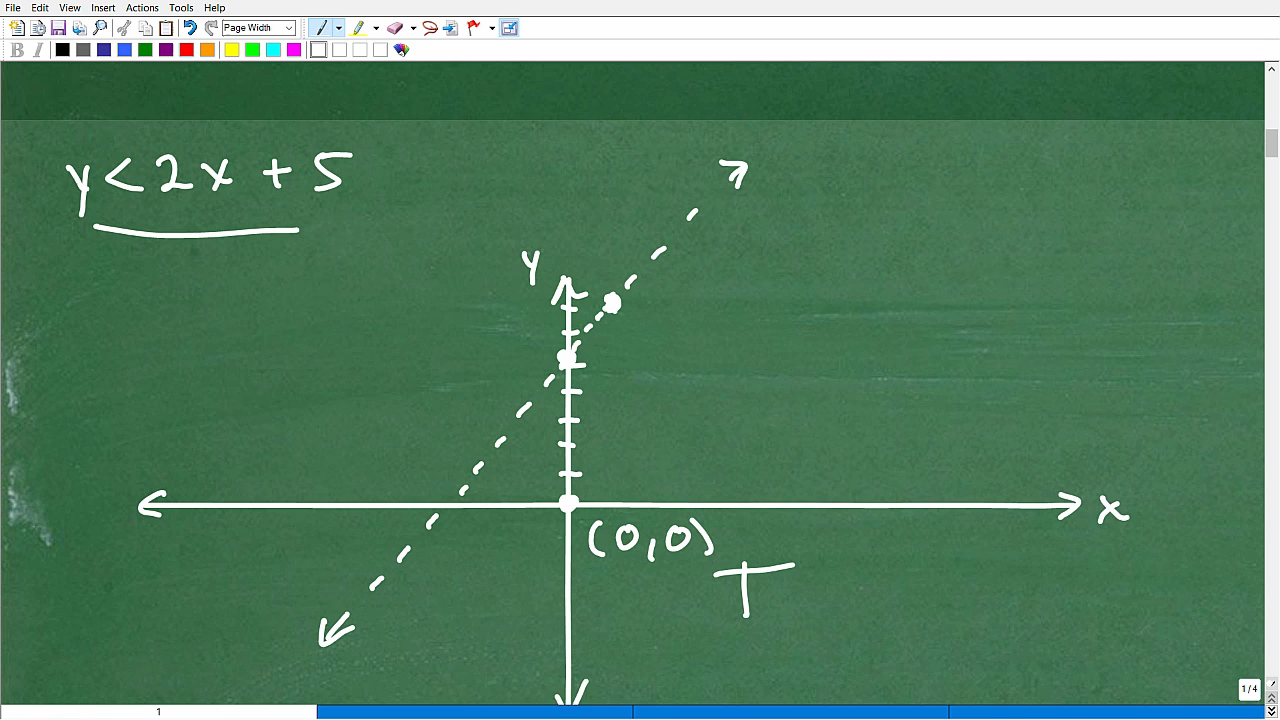 File Edit View Insert Actions Tools Help
Page Width
B I
y < 2x + 5
y
x
(0,0)
T
1/4
1